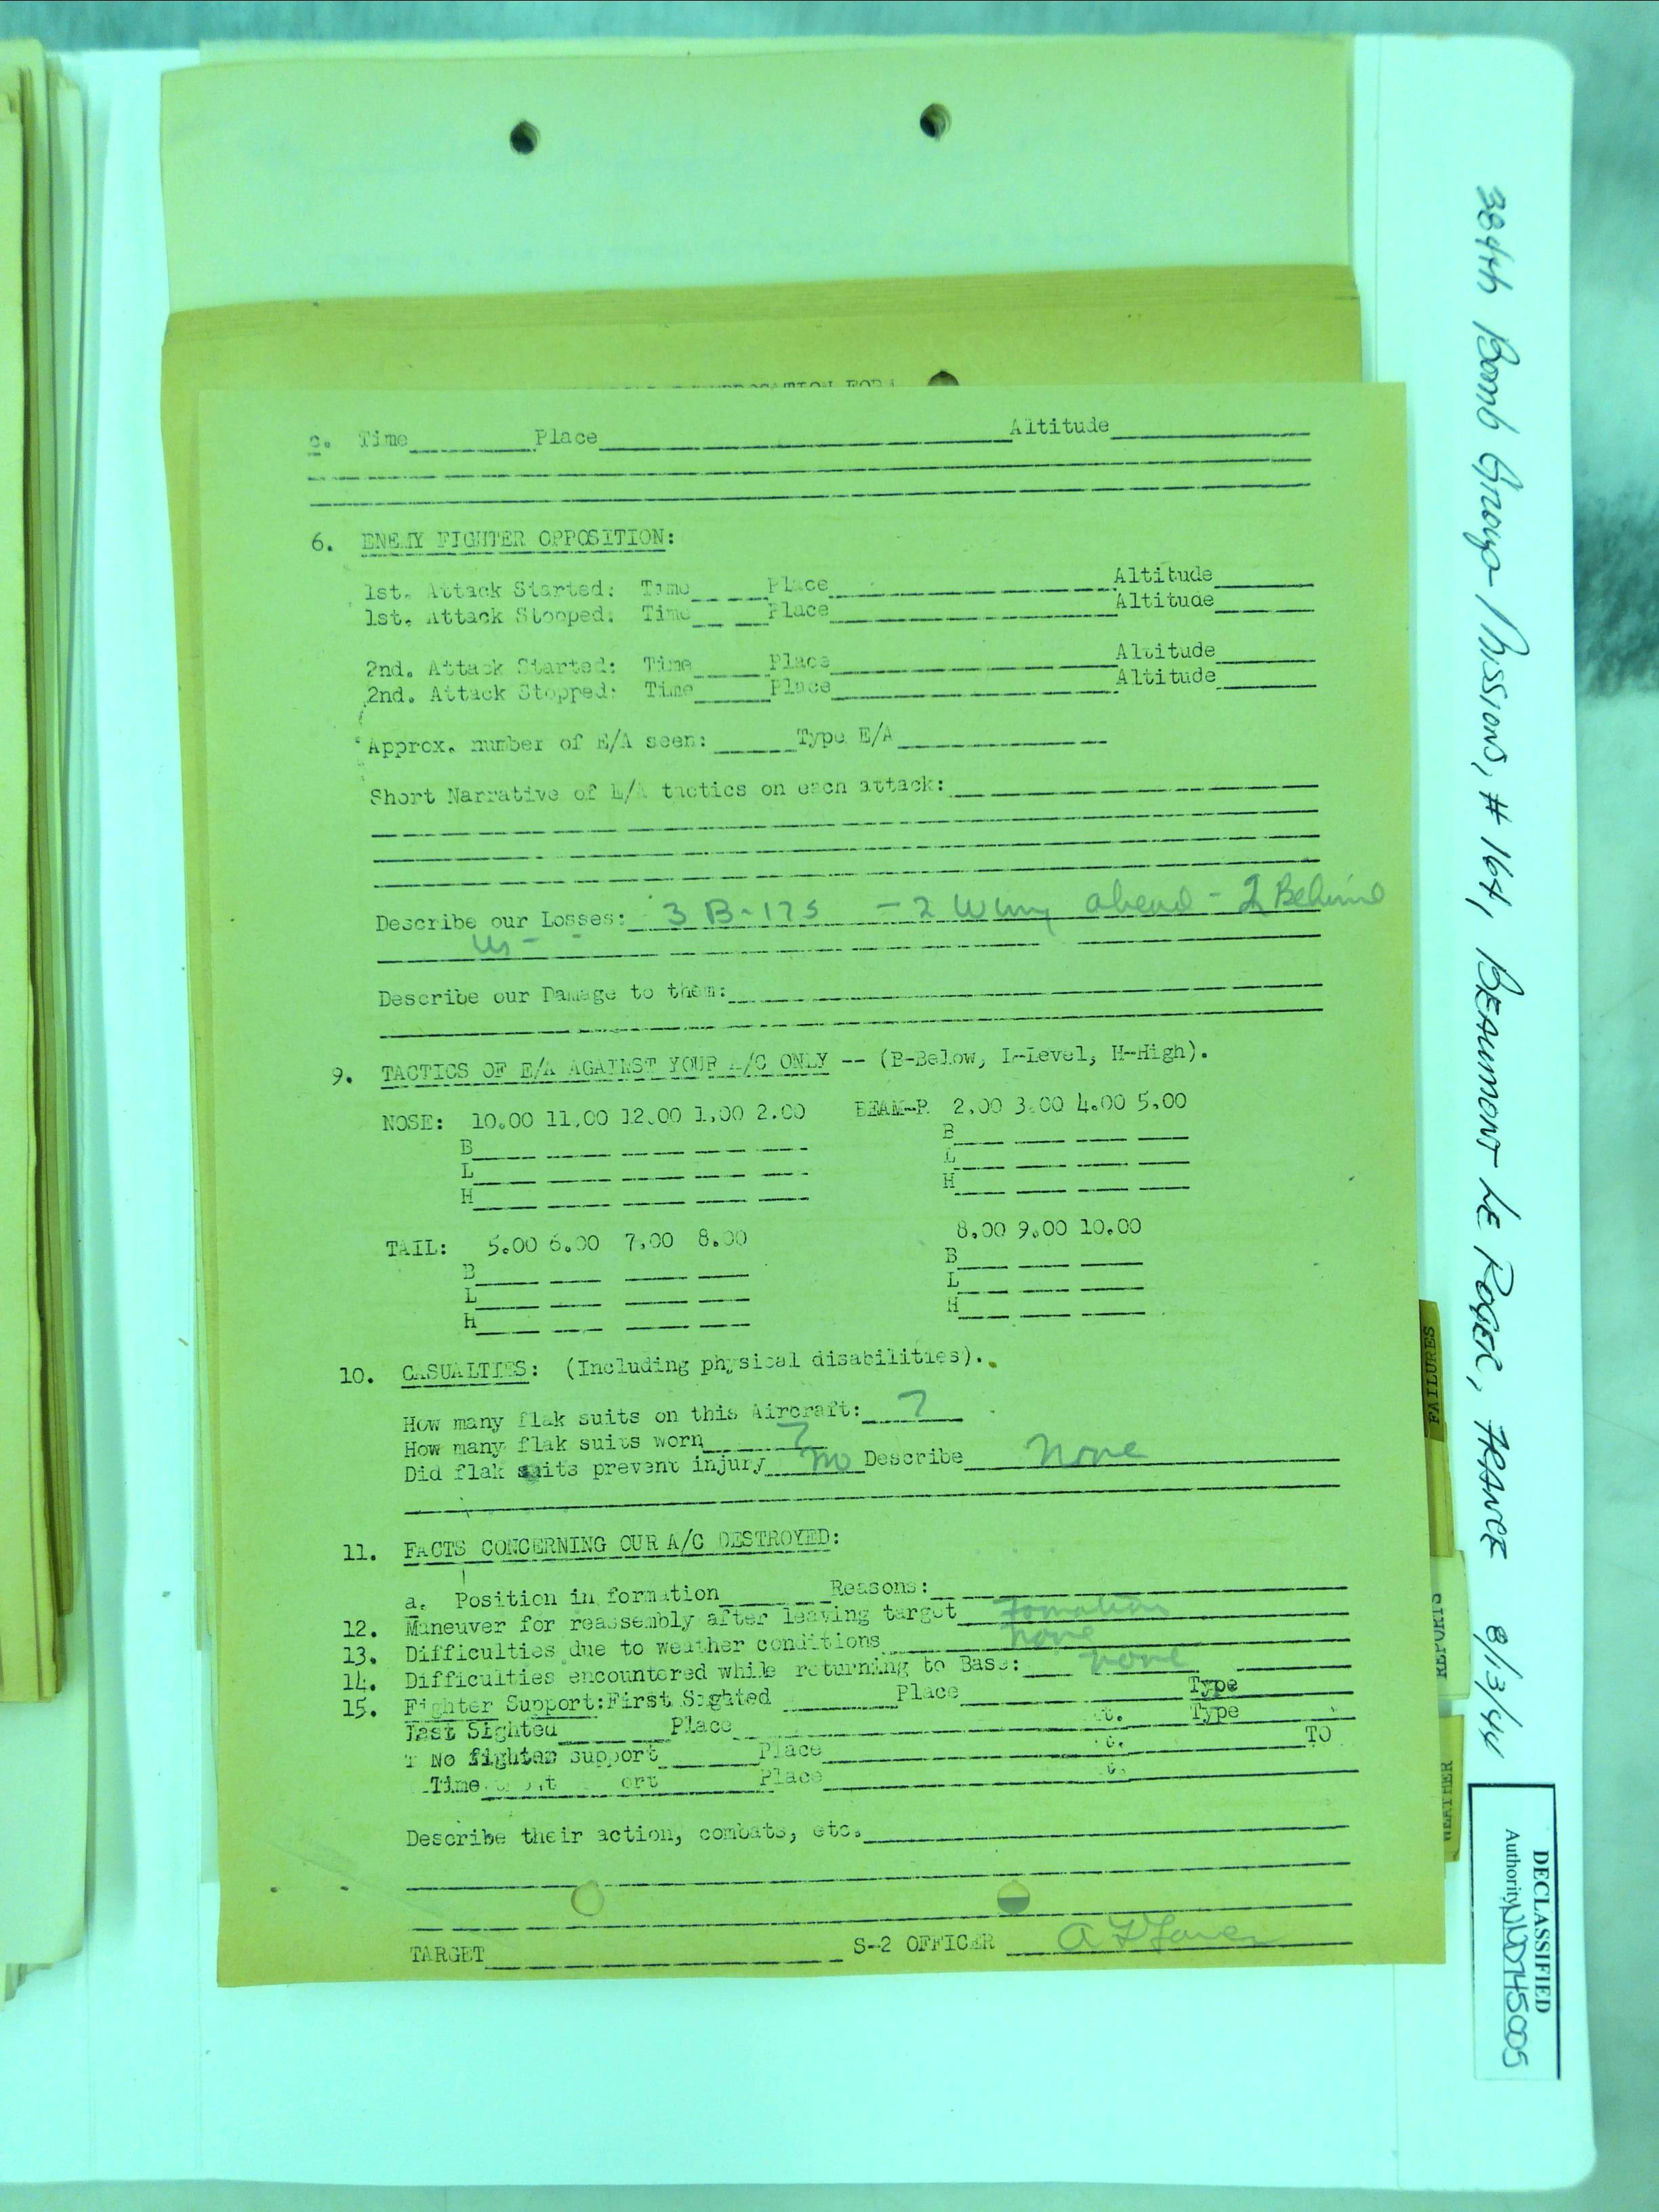 c. Time Place Altitude
6. ENEMY FIGHTER OPPOSITION:
1st. Attack Started: Time Place Altitude
1st. Attack Stopped: Time Place Altitude
2nd. Attack Started: Time Place Altitude
2nd. Attack Stopped: Time Place Altitude
Approx. number of E/A seen: Type E/A
Short Narrative of E/A tactics on each attack:
Describe our Losses: 3 B-17s - 2 Wing ahead - 2 Behind
us -
Describe our Damage to them:
9. TACTICS OF E/A AGAINST YOUR A/C ONLY -- (B-Below, L-Level, H-High).
NOSE: 10.00 11.00 12.00 1.00 2.00 BEAM-R 2.00 3.00 4.00 5.00
B B
L L
H H
TAIL: 5.00 6.00 7.00 8.00 8.00 9.00 10.00
B B
L L
H H
10. CASUALTIES: (Including physical disabilities).
How many flak suits on this Aircraft: 7
How many flak suits worn 7
Did flak suits prevent injury no Describe None
11. FACTS CONCERNING OUR A/C DESTROYED:
a. Position in formation Reasons:
12. Maneuver for reassembly after leaving target Formation
13. Difficulties due to weather conditions none
14. Difficulties encountered while returning to Base: none
15. Fighter Support: First Sighted Place Type
Last Sighted Place Type
No fighter support Place TO
Time Place
Describe their action, combats, etc.
TARGET S-2 OFFICER
384th Bomb Group - Missions, # 164, BEAUMONT LE ROGER, FRANCE 8/13/44
FAILURES
REPORTS
WEATHER
DECLASSIFIED
Authority NND745005